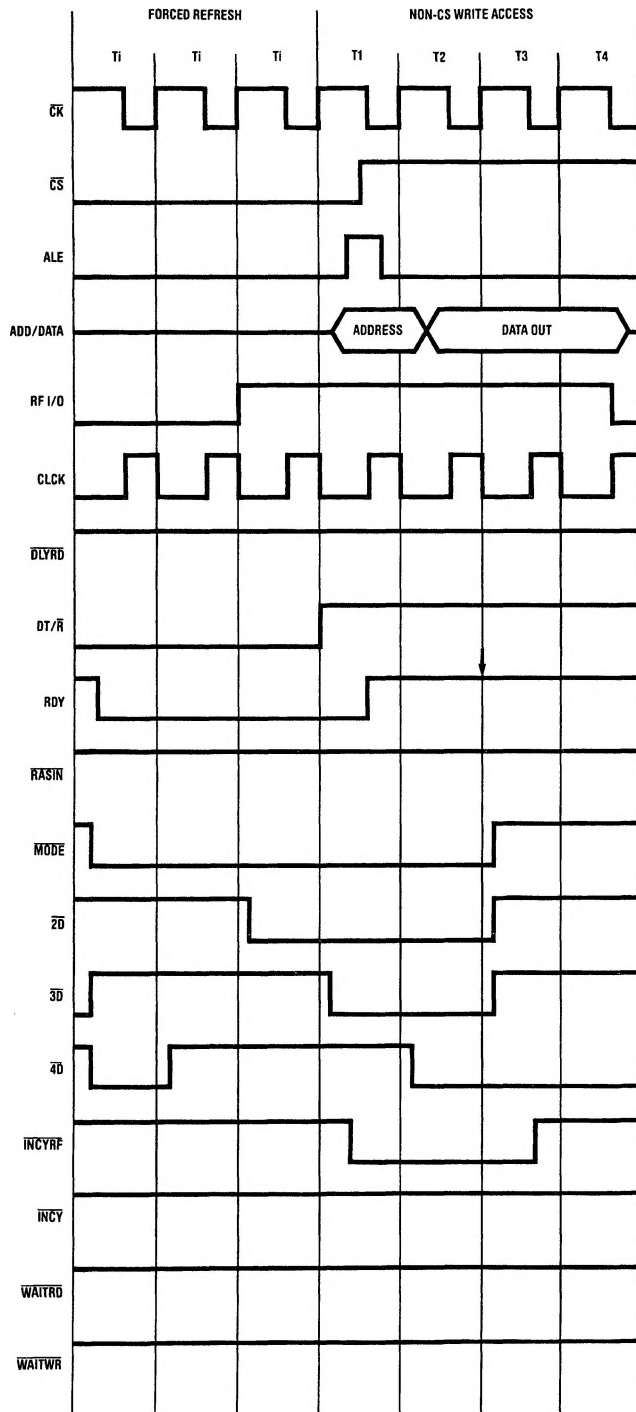 FORCED REFRESH NON-CS WRITE ACCESS
Ti Ti Ti T1 T2 T3 T4
CK
CS
ALE
ADD/DATA ADDRESS DATA OUT
RF I/O
CLCK
DLYRD
DT/R
RDY
RASIN
MODE
2D
3D
4D
INCYRF
INCY
WAITRD
WAITWR